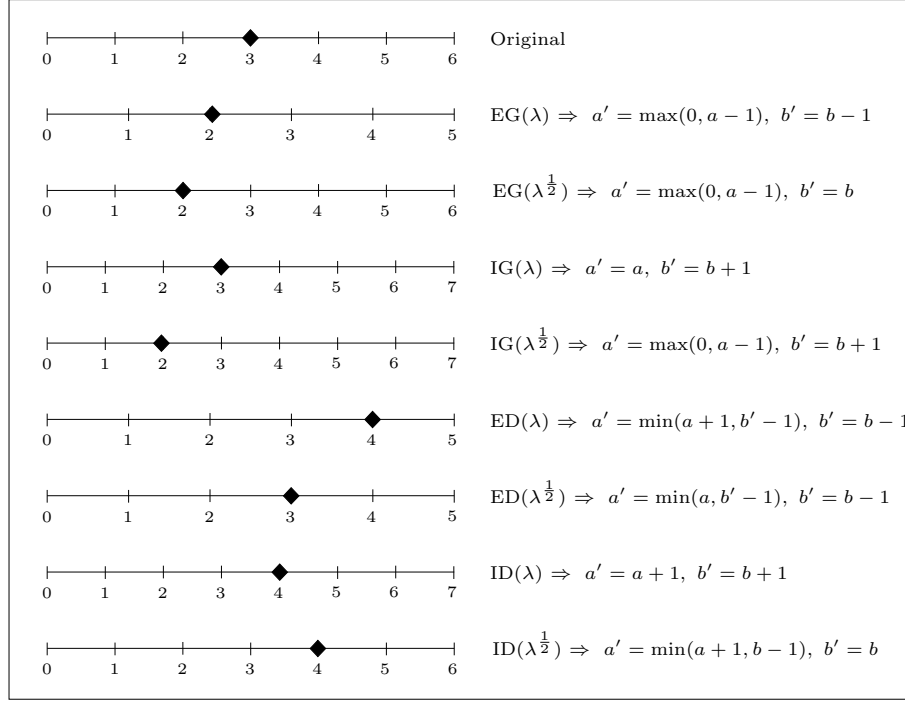 0 1 2 3 4 5 6 Original
0 1 2 3 4 5 EG(λ) ⇒ a′ = max(0, a − 1), b′ = b − 1
0 1 2 3 4 5 6 EG(λ^{1/2}) ⇒ a′ = max(0, a − 1), b′ = b
0 1 2 3 4 5 6 7 IG(λ) ⇒ a′ = a, b′ = b + 1
0 1 2 3 4 5 6 7 IG(λ^{1/2}) ⇒ a′ = max(0, a − 1), b′ = b + 1
0 1 2 3 4 5 ED(λ) ⇒ a′ = min(a + 1, b′ − 1), b′ = b − 1
0 1 2 3 4 5 ED(λ^{1/2}) ⇒ a′ = min(a, b′ − 1), b′ = b − 1
0 1 2 3 4 5 6 7 ID(λ) ⇒ a′ = a + 1, b′ = b + 1
0 1 2 3 4 5 6 ID(λ^{1/2}) ⇒ a′ = min(a + 1, b − 1), b′ = b